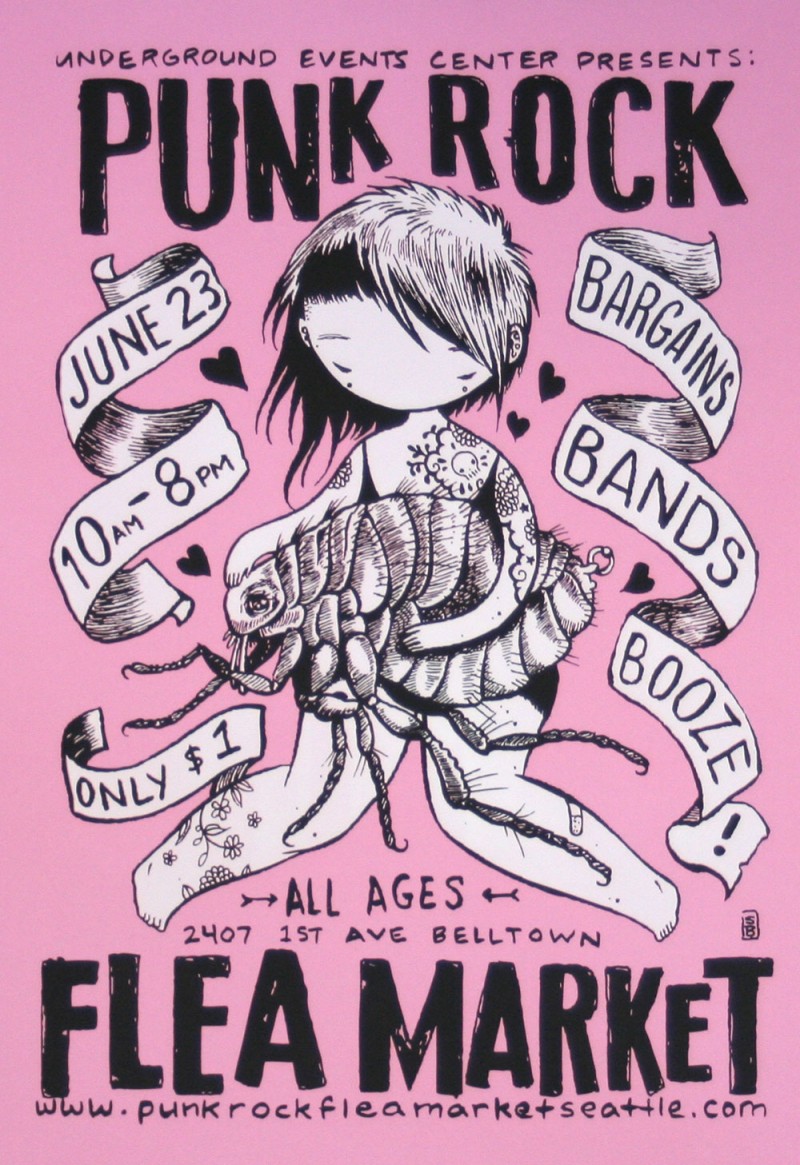 UNDERGROUND EVENTS CENTER PRESENTS:
PUNK ROCK
JUNE 23
10AM-8PM
ONLY $1
BARGAINS
BANDS
BOOZE
!
ALL AGES
2407 1ST AVE BELLTOWN
FLEA MARKET
www.punkrockfleamarketseattle.com